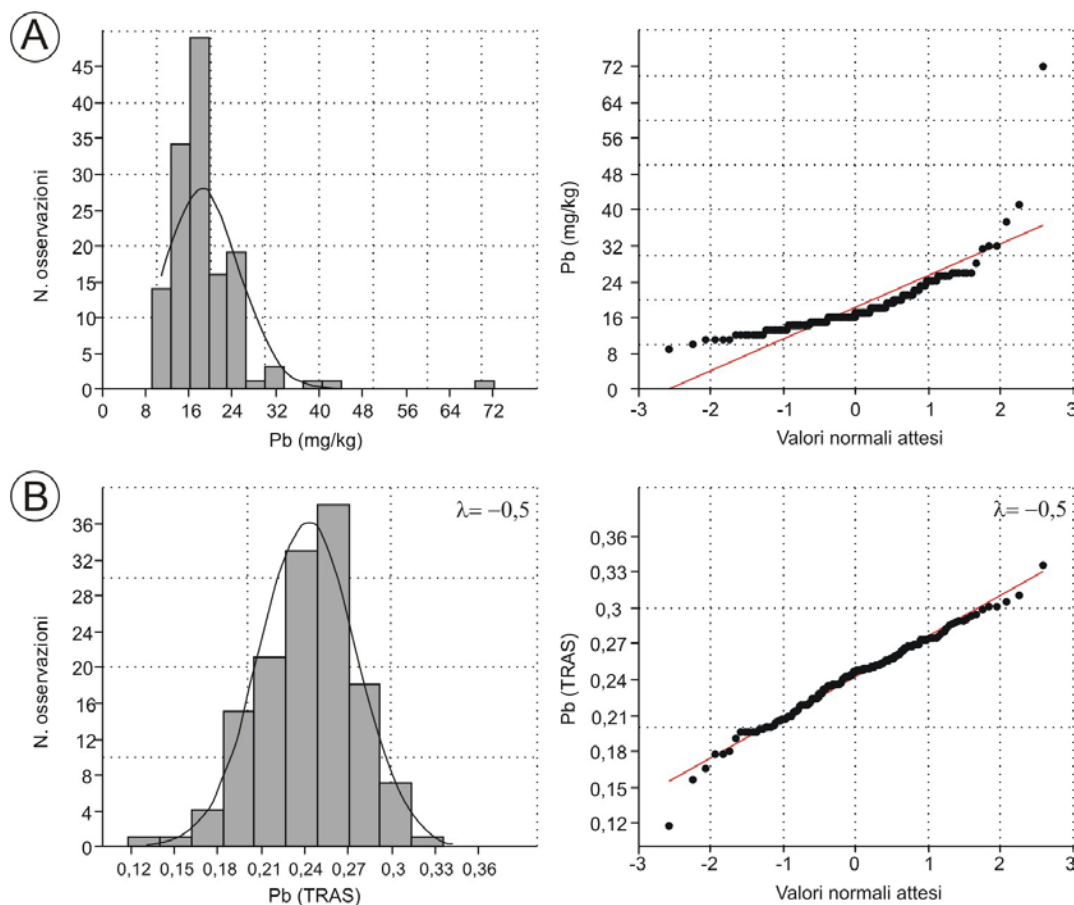 A
N. osservazioni
45
40
35
30
25
20
15
10
5
0
0 8 16 24 32 40 48 56 64 72
Pb (mg/kg)
Pb (mg/kg)
72
64
56
48
40
32
24
16
8
0
-3 -2 -1 0 1 2 3
Valori normali attesi
B
λ= −0,5
N. osservazioni
36
32
28
24
20
16
12
8
4
0
0,12 0,15 0,18 0,21 0,24 0,27 0,3 0,33 0,36
Pb (TRAS)
λ= −0,5
Pb (TRAS)
0,36
0,33
0,3
0,27
0,24
0,21
0,18
0,15
0,12
-3 -2 -1 0 1 2 3
Valori normali attesi